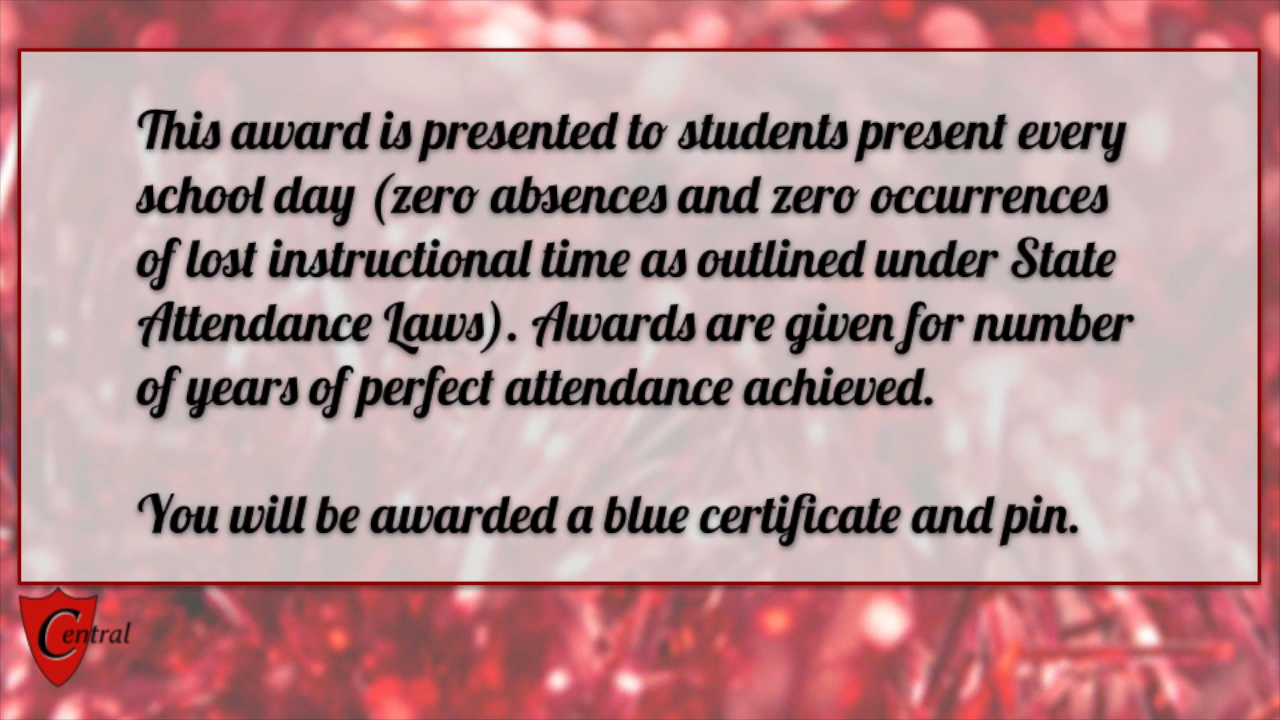 This award is presented to students present every
school day (zero absences and zero occurrences
of lost instructional time as outlined under State
Attendance Laws). Awards are given for number
of years of perfect attendance achieved.
You will be awarded a blue certificate and pin.
Central